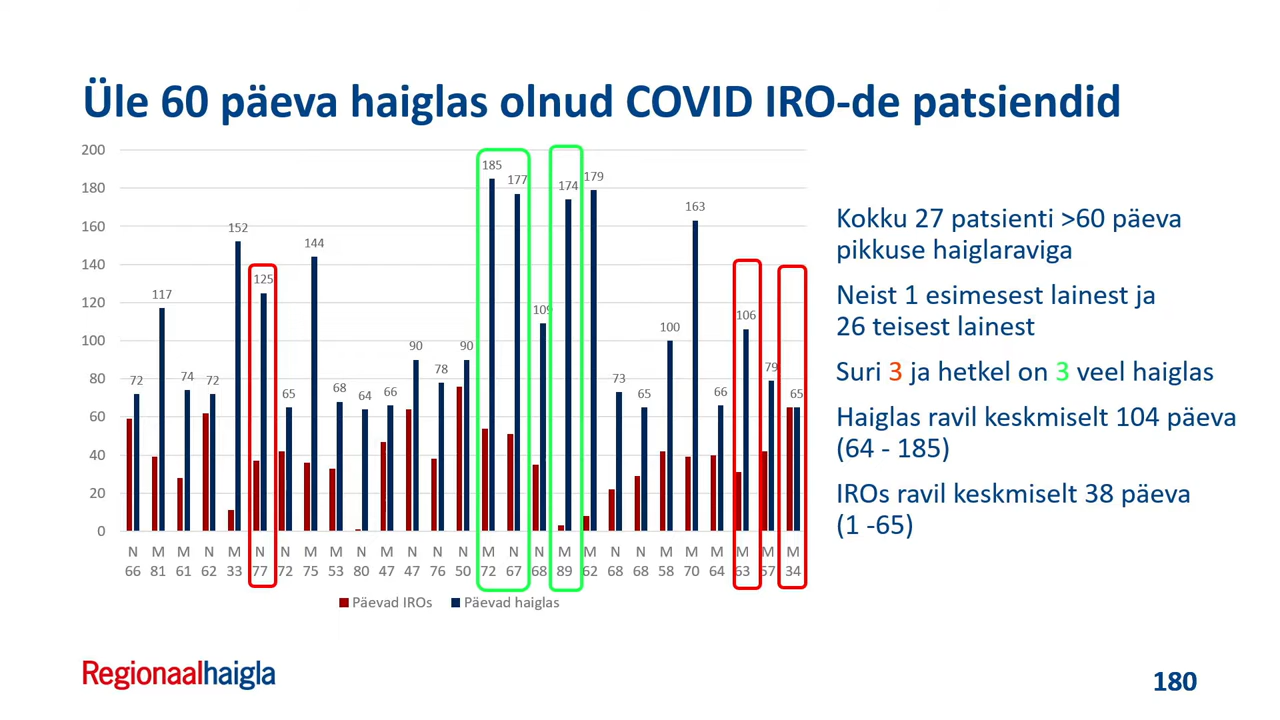 Üle 60 päeva haiglas olnud COVID IRO-de patsiendid
200
180
160
140
120
100
80
60
40
20
0
72 117 74 72 152 125 65 144 68 64 66 90 78 90 185 177 109 174 179 73 65 100 163 66 106 79 65
N M M N M N N M M N M N N N M N N M M N N M M M M M M
66 81 61 62 33 77 72 75 53 80 47 47 76 50 72 67 68 89 62 68 68 58 70 64 63 57 34
Päevad IROs Päevad haiglas
Kokku 27 patsienti >60 päeva
pikkuse haiglaraviga
Neist 1 esimesest lainest ja
26 teisest lainest
Suri 3 ja hetkel on 3 veel haiglas
Haiglas ravil keskmiselt 104 päeva
(64 - 185)
IROs ravil keskmiselt 38 päeva
(1 -65)
Regionaalhaigla
180